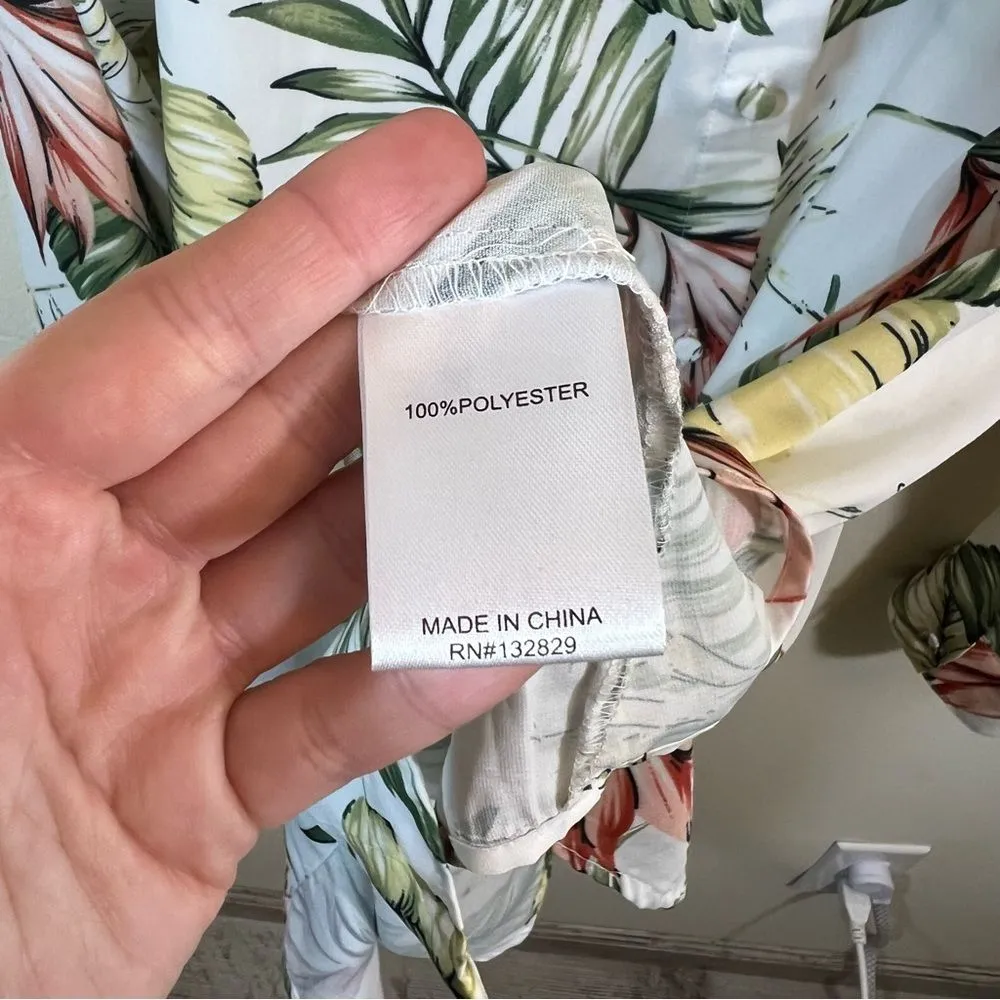 100%POLYESTER
MADE IN CHINA
RN#132829